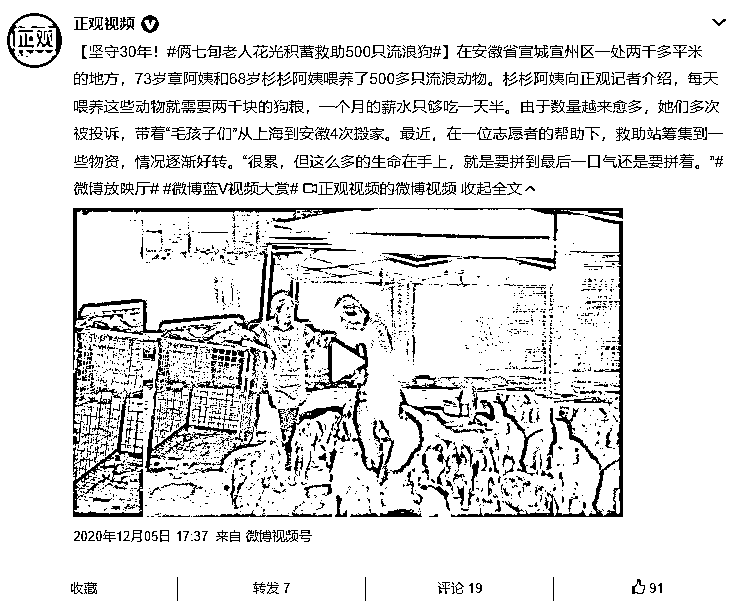 正观
正观视频
【坚守30年！#俩七旬老人花光积蓄救助500只流浪狗#】在安徽省宣城宣州区一处两千多平米
的地方，73岁章阿姨和68岁杉杉阿姨喂养了500多只流浪动物。杉杉阿姨向正观记者介绍，每天
喂养这些动物就需要两千块的狗粮，一个月的薪水只够吃一天半。由于数量越来愈多，她们多次
被投诉，带着“毛孩子们”从上海到安徽4次搬家。最近，在一位志愿者的帮助下，救助站筹集到一
些物资，情况逐渐好转。“很累，但这么多的生命在手上，就是要拼到最后一口气还是要拼着。”#
微博放映厅# #微博蓝V视频大赏# 正观视频的微博视频 收起全文
2020年12月05日 17:37 来自 微博视频号
收藏
转发 7
评论 19
91